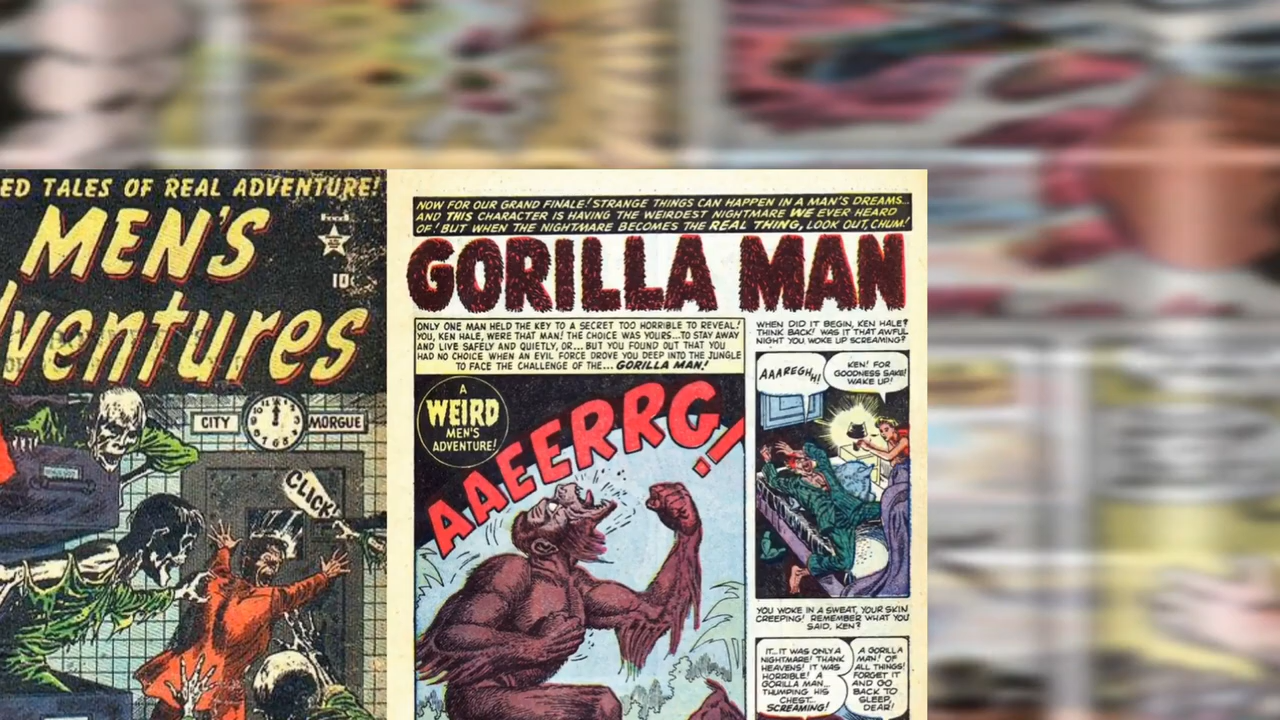 ED TALES OF REAL ADVENTURE!
MEN'S
dventures
10¢
CITY
MORGUE
CLICK!
NOW FOR OUR GRAND FINALE! STRANGE THINGS CAN HAPPEN IN A MAN'S DREAMS...
AND THIS CHARACTER IS HAVING THE WEIRDEST NIGHTMARE WE EVER HEARD
OF! BUT WHEN THE NIGHTMARE BECOMES THE REAL THING, LOOK OUT, CHUM!
GORILLA MAN
ONLY ONE MAN HELD THE KEY TO A SECRET TOO HORRIBLE TO REVEAL!
YOU, KEN HALE, WERE THAT MAN! THE CHOICE WAS YOURS...TO STAY AWAY
AND LIVE SAFELY AND QUIETLY, OR...BUT YOU FOUND OUT THAT YOU
HAD NO CHOICE WHEN AN EVIL FORCE DROVE YOU DEEP INTO THE JUNGLE
TO FACE THE CHALLENGE OF THE... GORILLA MAN!
A
WEIRD
MEN'S
ADVENTURE!
AAEERRG!
WHEN DID IT BEGIN, KEN HALE?
THINK BACK! WAS IT THAT AWFUL
NIGHT YOU WOKE UP SCREAMING?
AAAREGHH!
KEN! FOR
GOODNESS SAKE!
WAKE UP!
YOU WOKE IN A SWEAT, YOUR SKIN
CREEPING! REMEMBER WHAT YOU
SAID, KEN?
IT...IT WAS ONLY A
NIGHTMARE! THANK
HEAVENS! IT WAS
HORRIBLE! A
GORILLA MAN...
THUMPING HIS
CHEST...
SCREAMING!
A GORILLA
MAN! OF
ALL THINGS!
FORGET IT
AND GO
BACK TO
SLEEP,
DEAR!